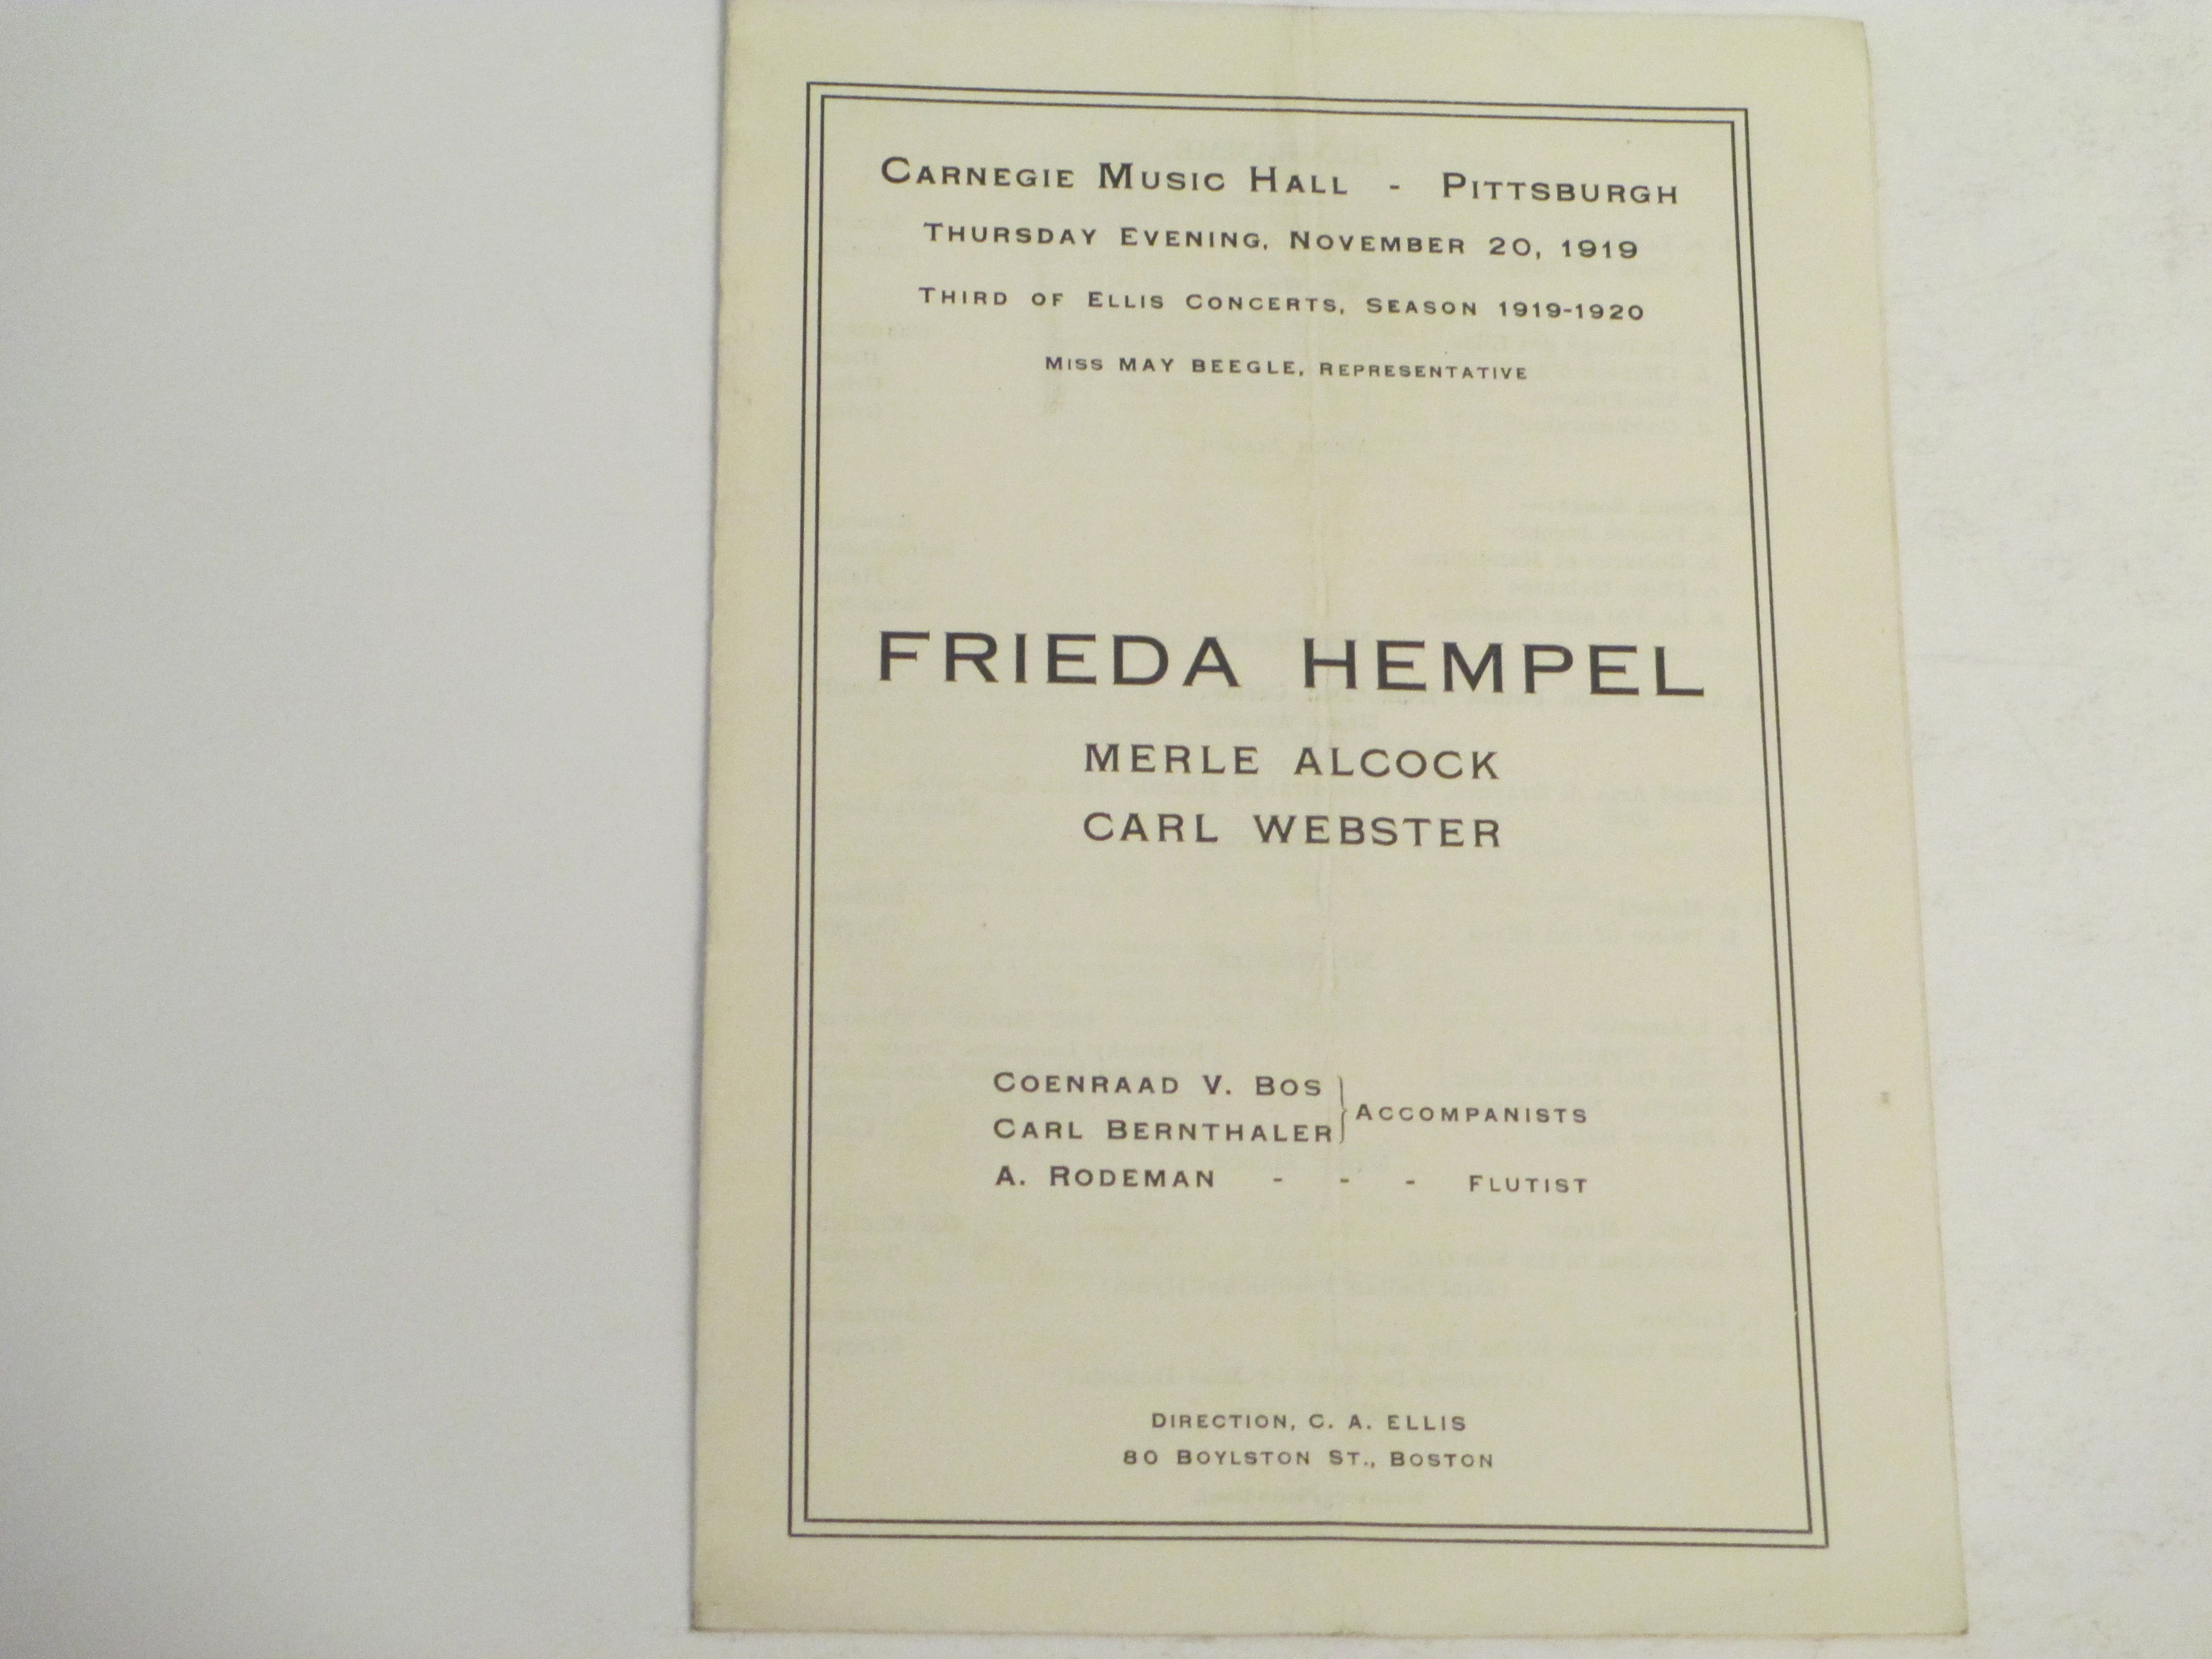 CARNEGIE MUSIC HALL - PITTSBURGH
THURSDAY EVENING, NOVEMBER 20, 1919
THIRD OF ELLIS CONCERTS, SEASON 1919-1920
MISS MAY BEEGLE, REPRESENTATIVE
FRIEDA HEMPEL
MERLE ALCOCK
CARL WEBSTER
COENRAAD V. BOS
CARL BERNTHALER
ACCOMPANISTS
A. RODEMAN - - - FLUTIST
DIRECTION, C. A. ELLIS
80 BOYLSTON ST., BOSTON